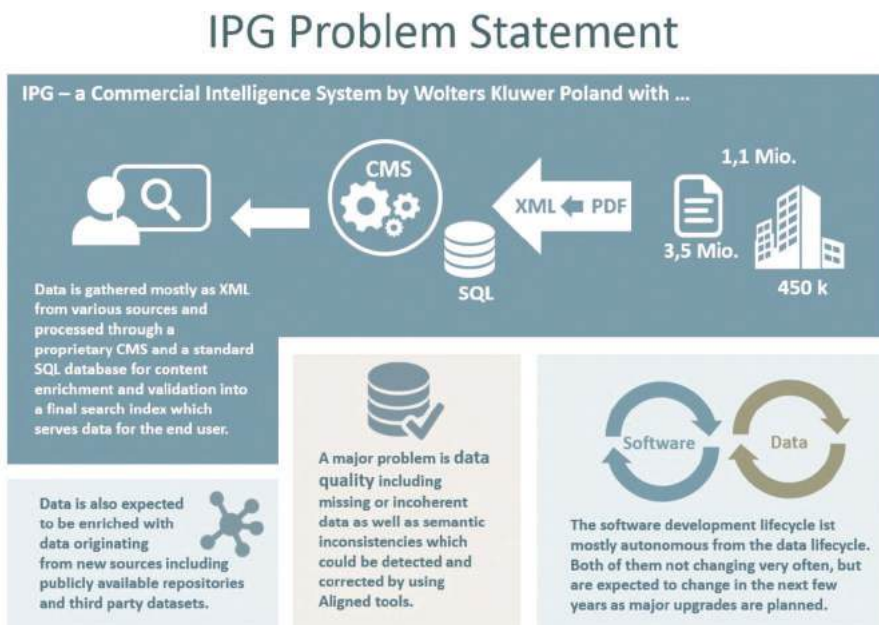 IPG Problem Statement
IPG – a Commercial Intelligence System by Wolters Kluwer Poland with ...
CMS
XML
PDF
SQL
1,1 Mio.
3,5 Mio.
450 k
Data is gathered mostly as XML
from various sources and
processed through a
proprietary CMS and a standard
SQL database for content
enrichment and validation into
a final search index which
serves data for the end user.
Data is also expected
to be enriched with
data originating
from new sources including
publicly available repositories
and third party datasets.
A major problem is data
quality including
missing or incoherent
data as well as semantic
inconsistencies which
could be detected and
corrected by using
Aligned tools.
Software
Data
The software development lifecycle ist
mostly autonomous from the data lifecycle.
Both of them not changing very often, but
are expected to change in the next few
years as major upgrades are planned.